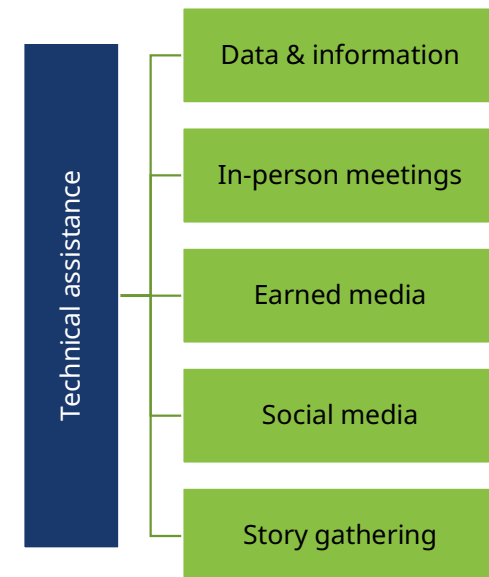 Technical assistance
Data & information
In-person meetings
Earned media
Social media
Story gathering